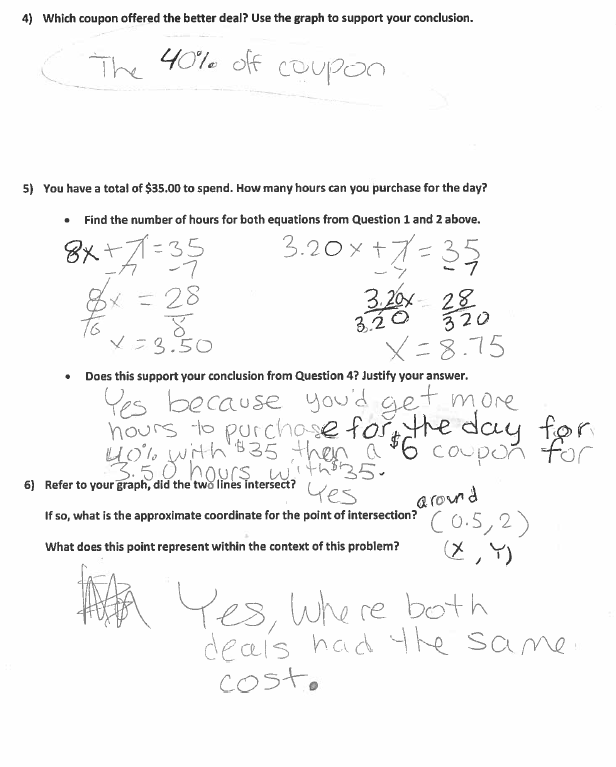 4) Which coupon offered the better deal? Use the graph to support your conclusion.
The 40% off coupon
5) You have a total of $35.00 to spend. How many hours can you purchase for the day?
• Find the number of hours for both equations from Question 1 and 2 above.
8x + 7 = 35 3.20x + 7 = 35
-7 -7 -7 -7
8x = 28 3.20x 28
8 3.20 320
x = 3.50 X = 8.75
• Does this support your conclusion from Question 4? Justify your answer.
Yes because you'd get more
hours to purchase for the day for
40% with $35 then a $6 coupon for
3.50 hours with $35.
6) Refer to your graph, did the two lines intersect? Yes
If so, what is the approximate coordinate for the point of intersection? around (0.5, 2)
What does this point represent within the context of this problem? (X, Y)
Yes, Where both
deals had the same
cost.